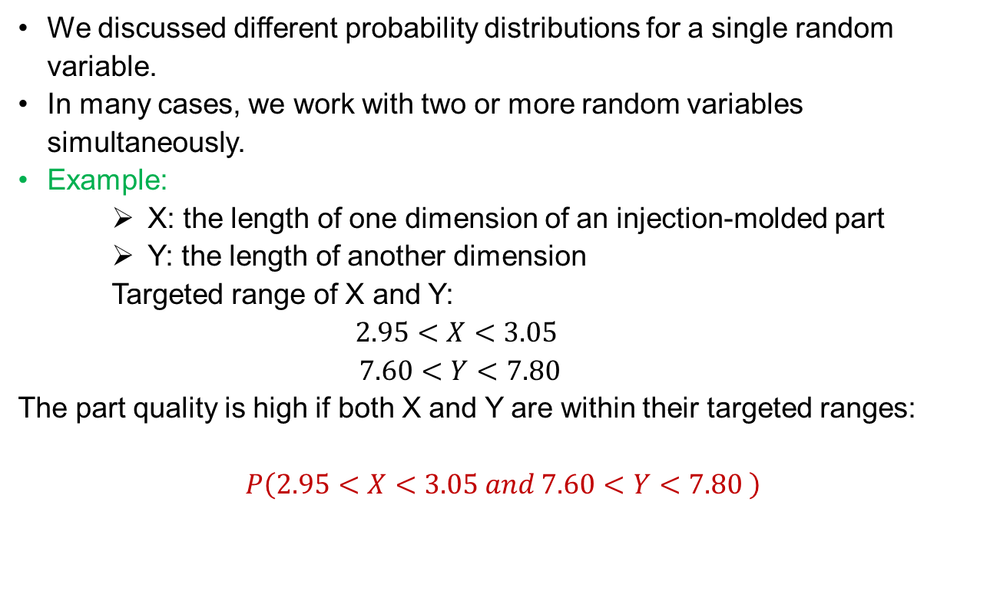 • We discussed different probability distributions for a single random
variable.
• In many cases, we work with two or more random variables
simultaneously.
• Example:
➢ X: the length of one dimension of an injection-molded part
➢ Y: the length of another dimension
Targeted range of X and Y:
2.95 < X < 3.05
7.60 < Y < 7.80
The part quality is high if both X and Y are within their targeted ranges:
P(2.95 < X < 3.05 and 7.60 < Y < 7.80 )